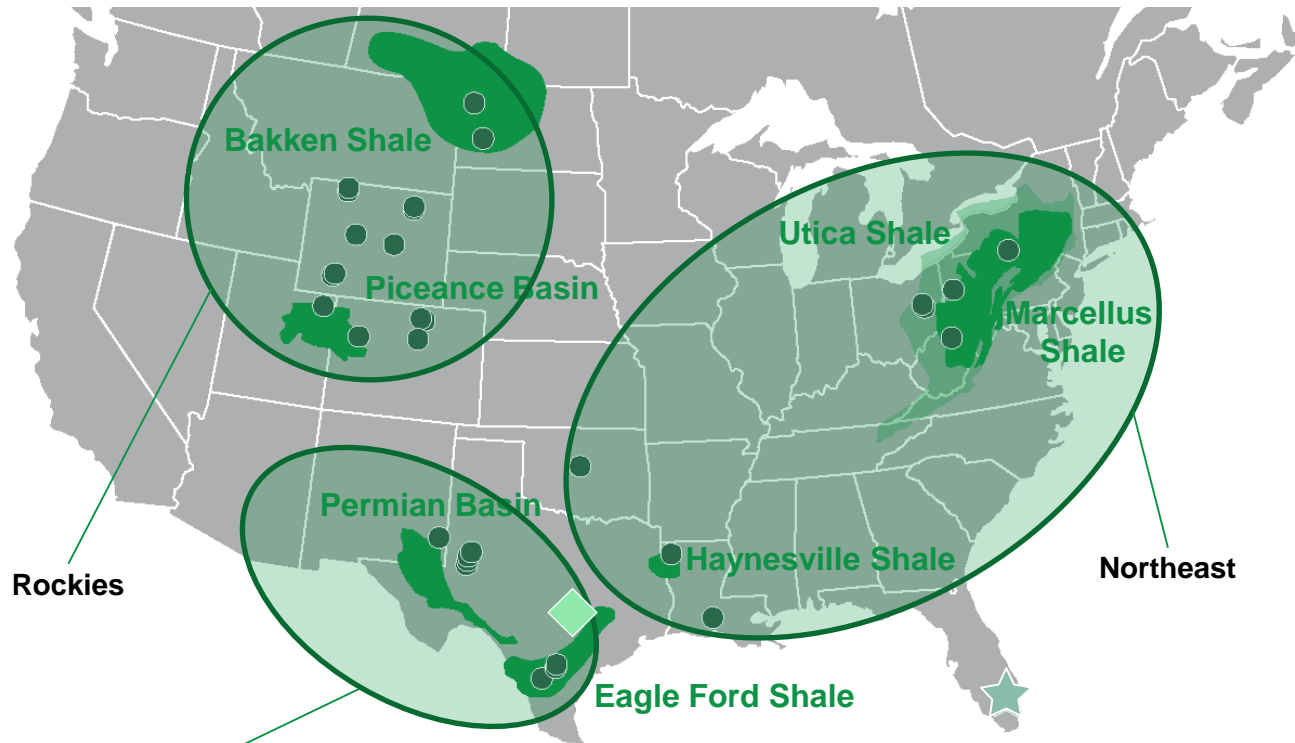 Bakken Shale
Utica Shale
Piceance Basin
Marcellus
Shale
Permian Basin
Haynesville Shale
Northeast
Rockies
Eagle Ford Shale